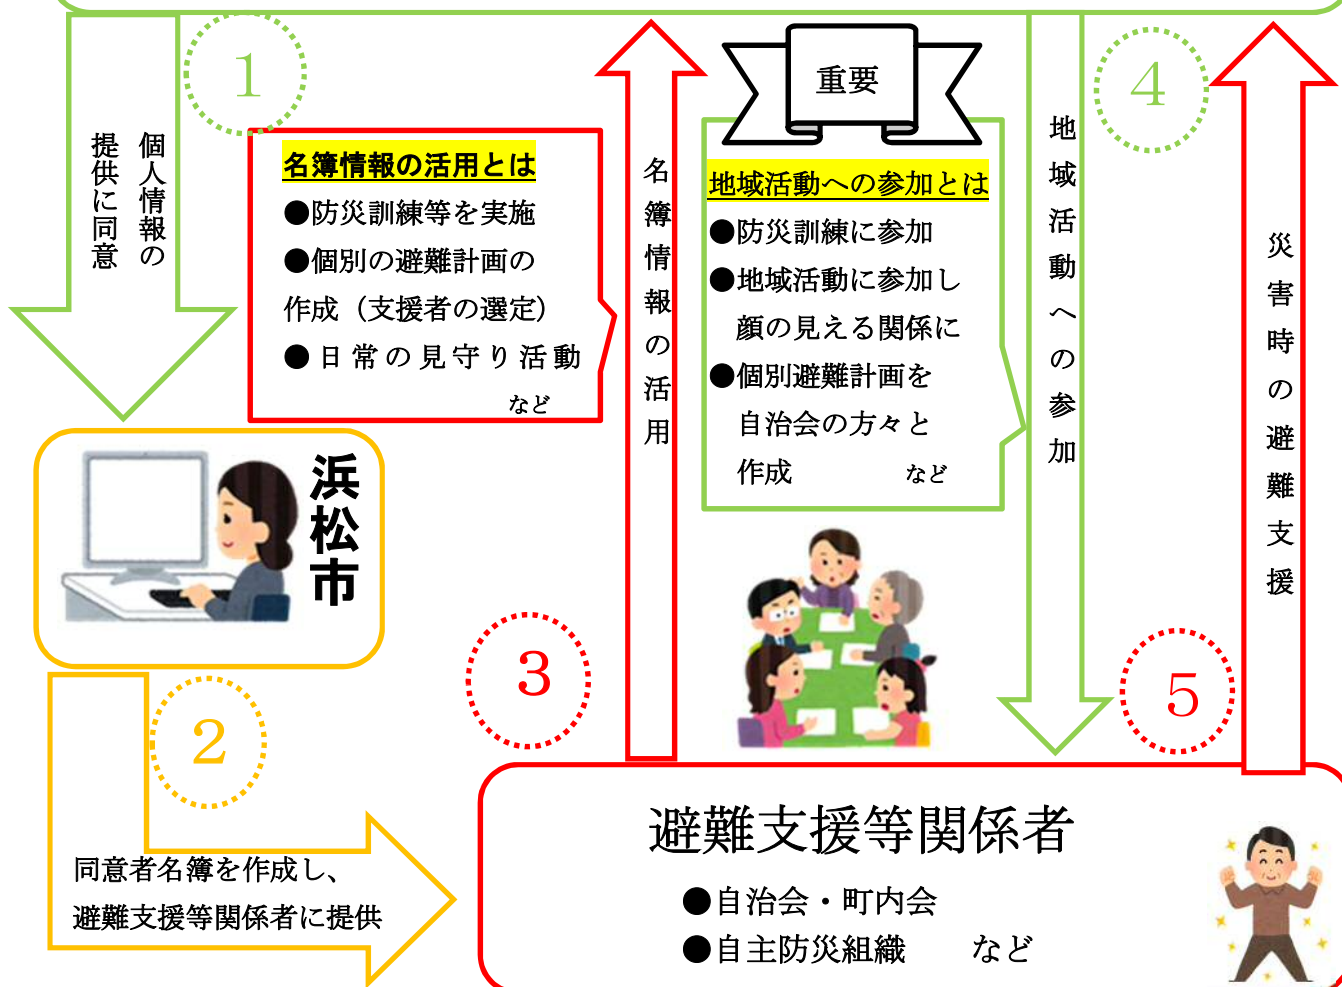 1
個人情報の
提供に同意
名簿情報の活用とは
●防災訓練等を実施
●個別の避難計画の
作成（支援者の選定）
●日常の見守り活動
など
名簿情報の活用
重要
地域活動への参加とは
●防災訓練に参加
●地域活動に参加し
顔の見える関係に
●個別避難計画を
自治会の方々と
作成　など
地域活動への参加
4
災害時の避難支援
浜松市
2
同意者名簿を作成し、
避難支援等関係者に提供
3
5
避難支援等関係者
●自治会・町内会
●自主防災組織　など